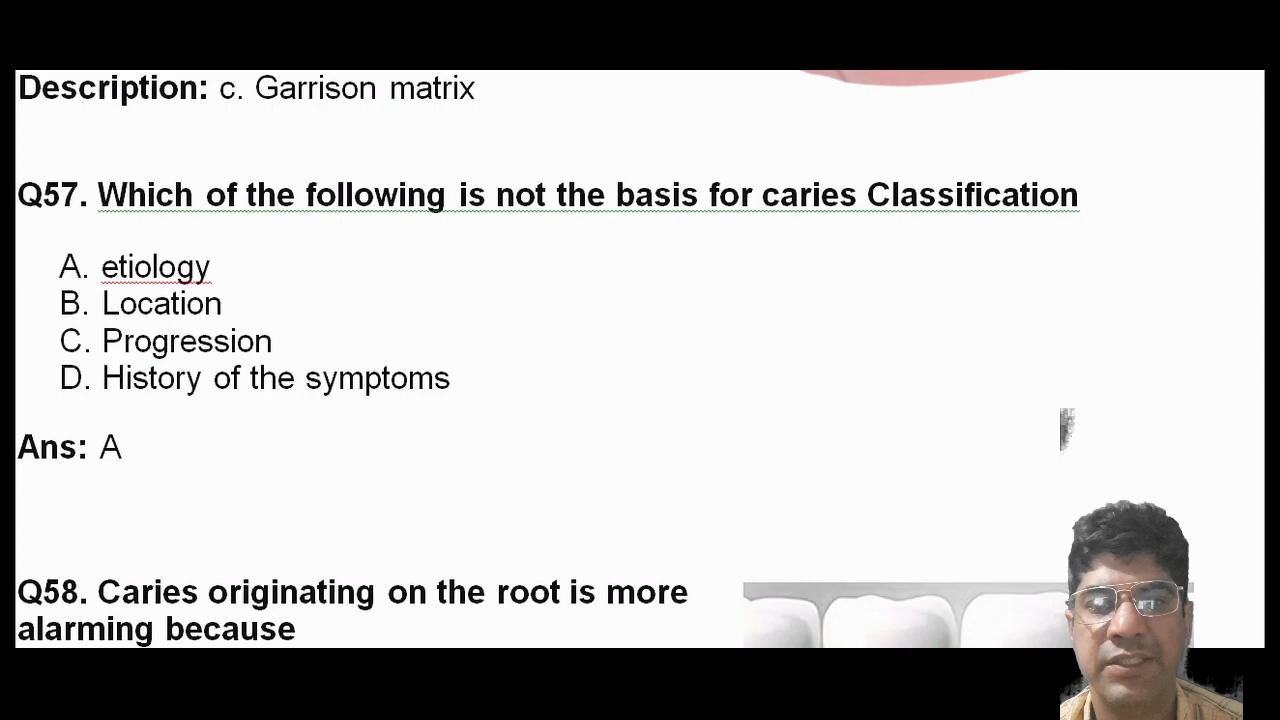 Description: c. Garrison matrix
Q57. Which of the following is not the basis for caries Classification
A. etiology
B. Location
C. Progression
D. History of the symptoms
Ans: A
Q58. Caries originating on the root is more
alarming because